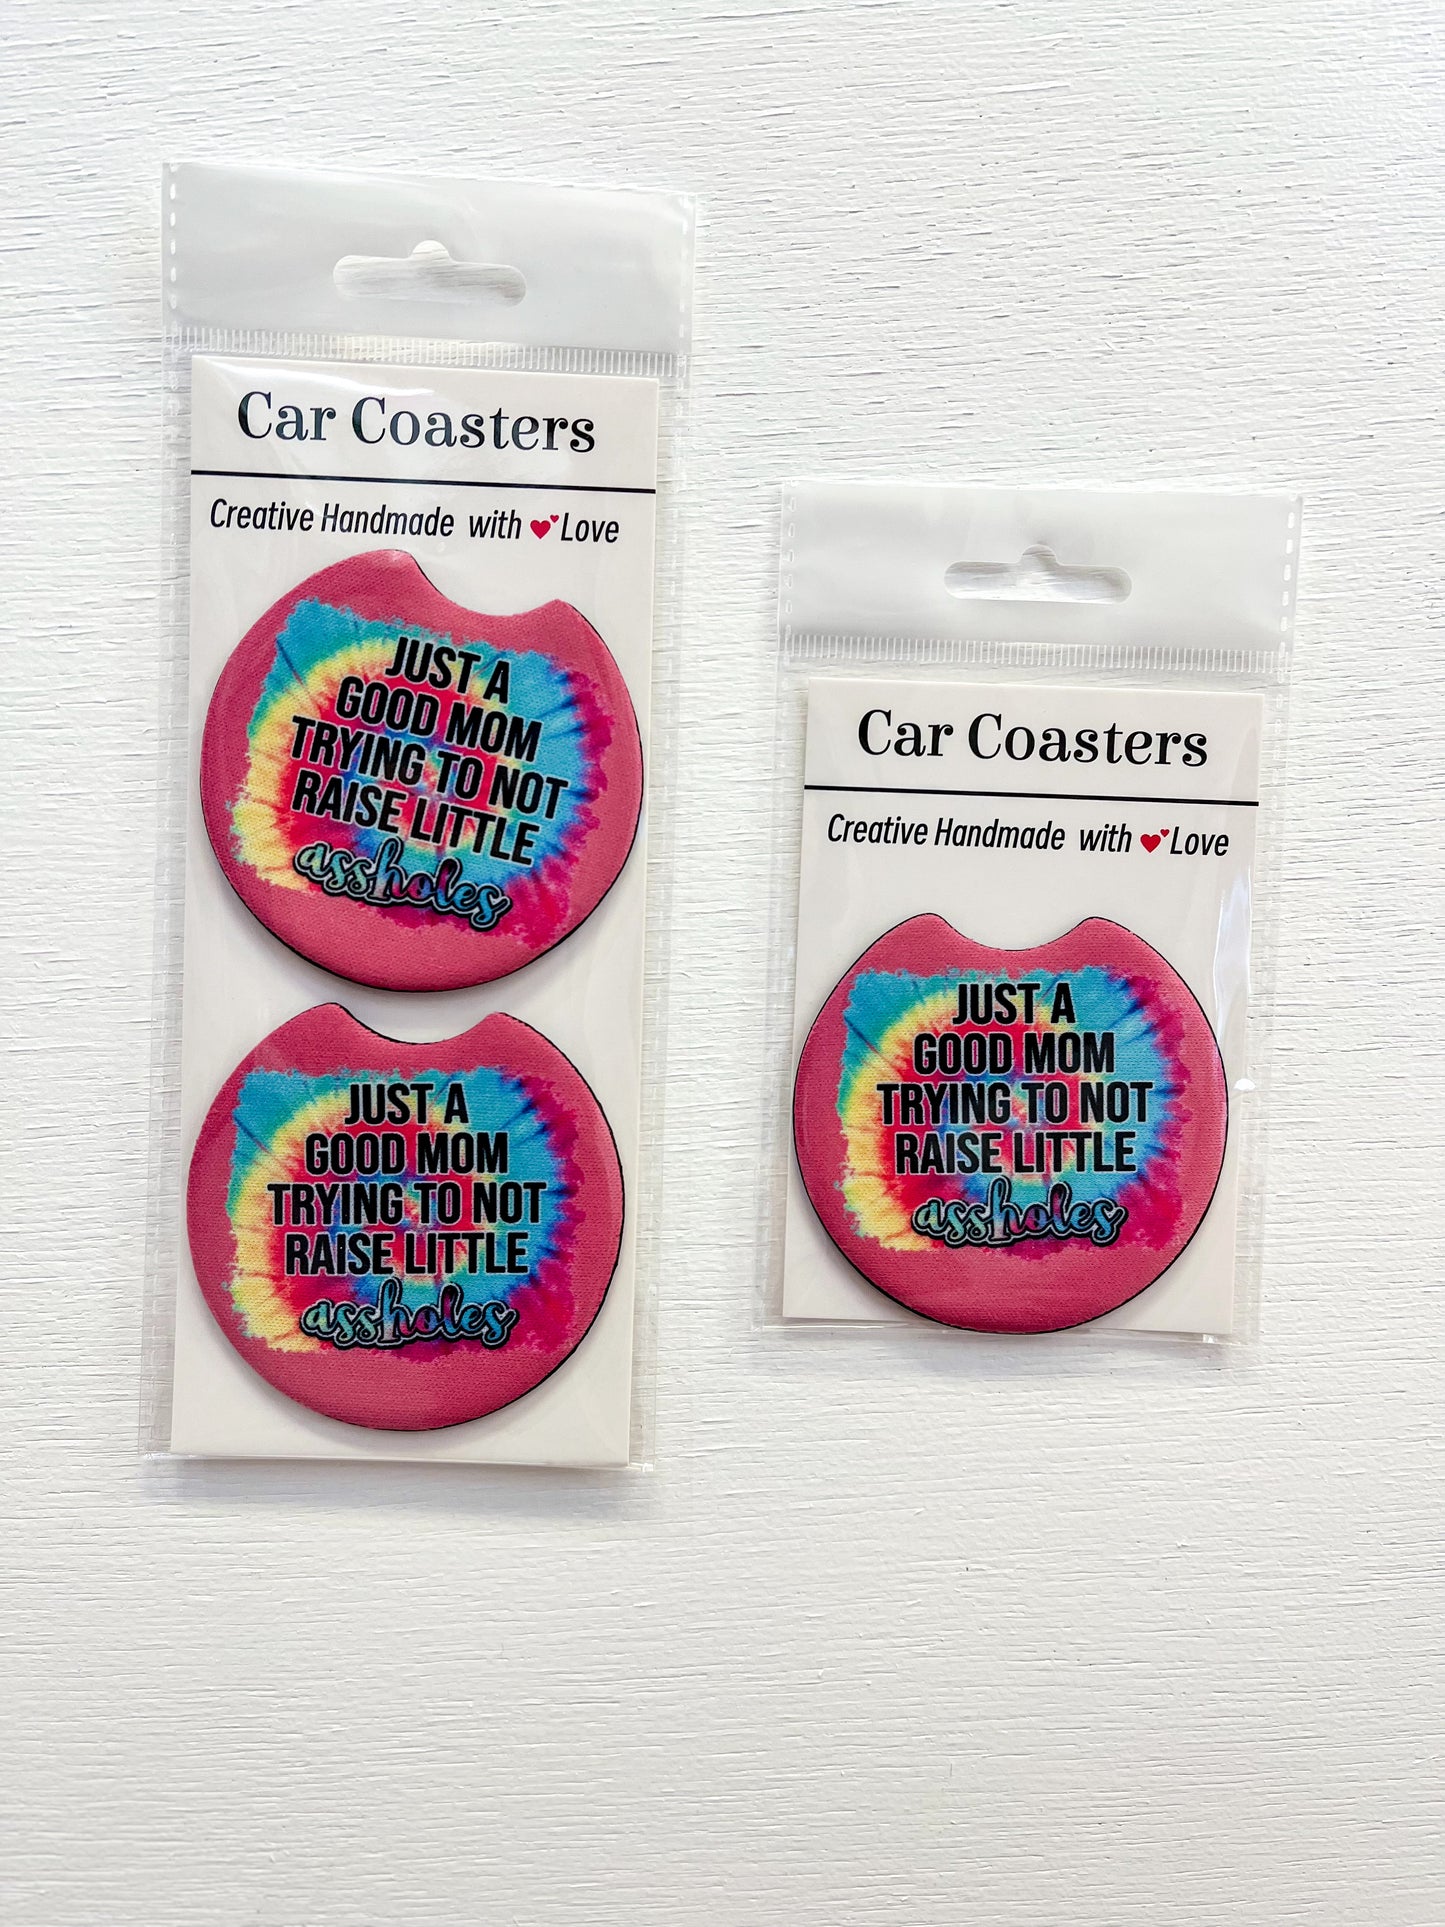 Car Coasters
Creative Handmade with Love
JUST A
GOOD MOM
TRYING TO NOT
RAISE LITTLE
assholes
JUST A
GOOD MOM
TRYING TO NOT
RAISE LITTLE
assholes
Car Coasters
Creative Handmade with Love
JUST A
GOOD MOM
TRYING TO NOT
RAISE LITTLE
assholes